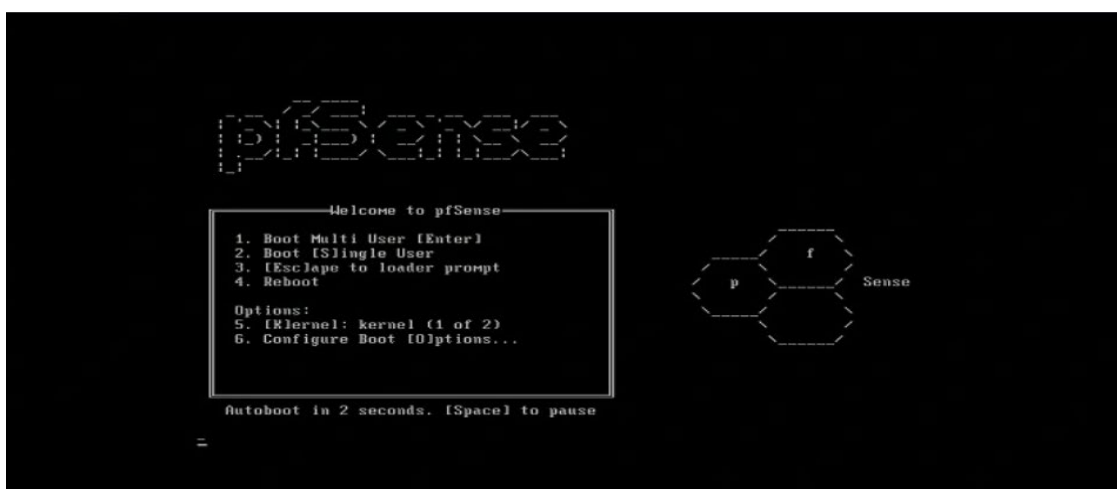 pfSense
Welcome to pfSense
1. Boot Multi User [Enter]
2. Boot [S]ingle User
3. [Esc]ape to loader prompt
4. Reboot
Options:
5. [K]ernel: kernel (1 of 2)
6. Configure Boot [O]ptions...
Autoboot in 2 seconds. [Space] to pause
f
p
Sense